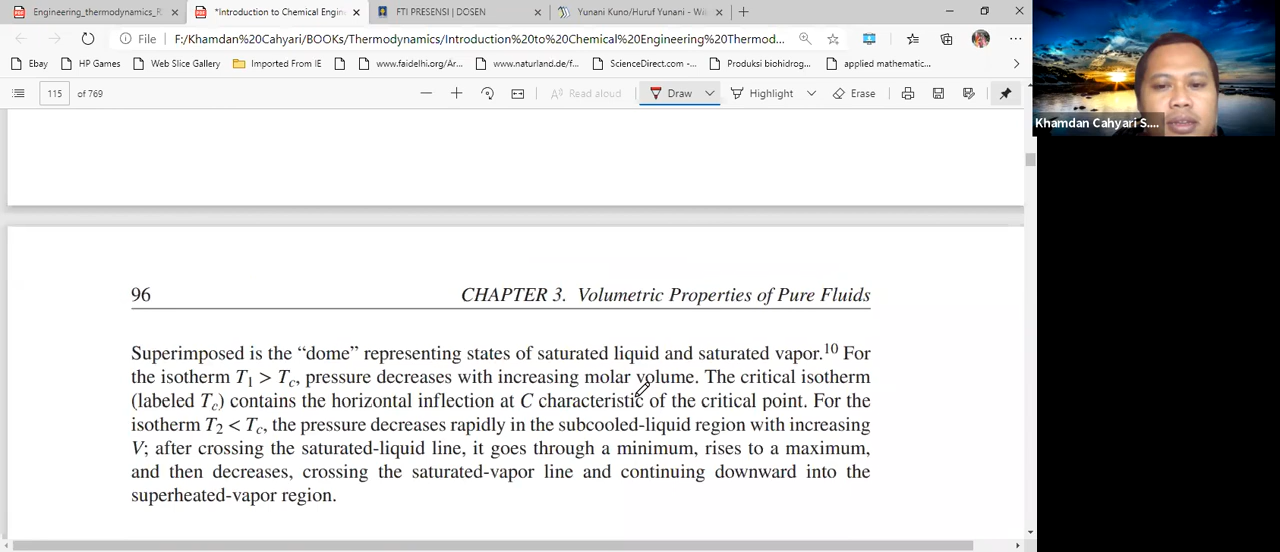 Engineering_thermodynamics_R
*Introduction to Chemical Engin
FTI PRESENSI | DOSEN
Yunani Kuno/Huruf Yunani - Wi
File
F:/Khamdan%20Cahyari/BOOKs/Thermodynamics/Introduction%20to%20Chemical%20Engineering%20Thermod...
Ebay
HP Games
Web Slice Gallery
Imported From IE
www.fadelka.org/Ar...
www.naturland.de/f...
ScienceDirect.com -...
Produksi biohidrog...
applied mathematic...
115 of 769
Read aloud
Draw
Highlight
Erase
Khamdan Cahyari S....
96 CHAPTER 3. Volumetric Properties of Pure Fluids
Superimposed is the “dome” representing states of saturated liquid and saturated vapor.¹⁰ For
the isotherm T₁ > T꜀, pressure decreases with increasing molar volume. The critical isotherm
(labeled T꜀) contains the horizontal inflection at C characteristic of the critical point. For the
isotherm T₂ < T꜀, the pressure decreases rapidly in the subcooled-liquid region with increasing
V; after crossing the saturated-liquid line, it goes through a minimum, rises to a maximum,
and then decreases, crossing the saturated-vapor line and continuing downward into the
superheated-vapor region.